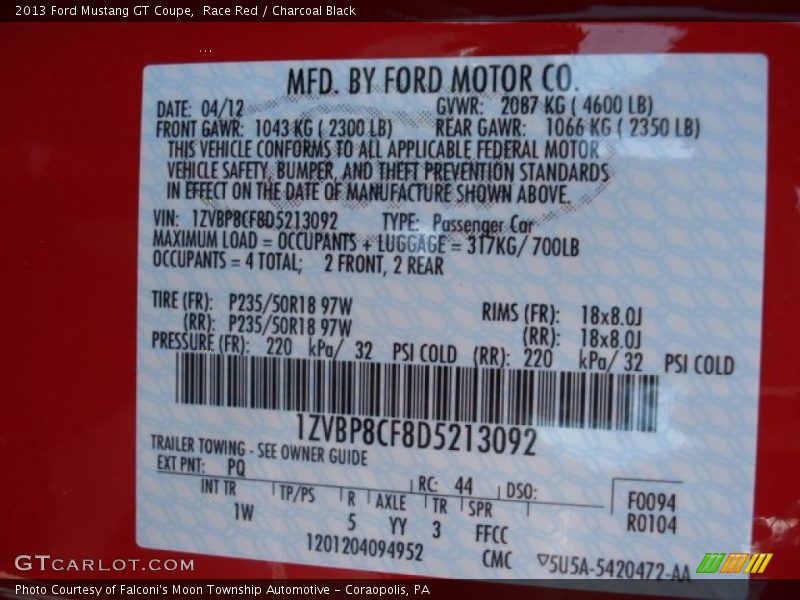 2013 Ford Mustang GT Coupe,  Race Red / Charcoal Black
MFD. BY FORD MOTOR CO.
DATE: 04/12 GVWR: 2087 KG ( 4600 LB)
FRONT GAWR: 1043 KG ( 2300 LB) REAR GAWR: 1066 KG ( 2350 LB)
THIS VEHICLE CONFORMS TO ALL APPLICABLE FEDERAL MOTOR
VEHICLE SAFETY, BUMPER, AND THEFT PREVENTION STANDARDS
IN EFFECT ON THE DATE OF MANUFACTURE SHOWN ABOVE.
VIN: 1ZVBP8CF8D5213092 TYPE: Passenger Car
MAXIMUM LOAD = OCCUPANTS + LUGGAGE = 317KG/ 700LB
OCCUPANTS = 4 TOTAL; 2 FRONT, 2 REAR
TIRE (FR): P235/50R18 97W RIMS (FR): 18x8.0J
(RR): P235/50R18 97W (RR): 18x8.0J
PRESSURE (FR): 220 kPa/ 32 PSI COLD (RR): 220 kPa/ 32 PSI COLD
1ZVBP8CF8D5213092
TRAILER TOWING - SEE OWNER GUIDE
EXT PNT: PQ RC: 44 DSO:
INT TR TP/PS R AXLE TR SPR F0094
1W 5 YY 3 FFCC R0104
1201204094952 CMC ▽5U5A-5420472-AA
GTCARLOT.COM
Photo Courtesy of Falconi's Moon Township Automotive - Coraopolis, PA